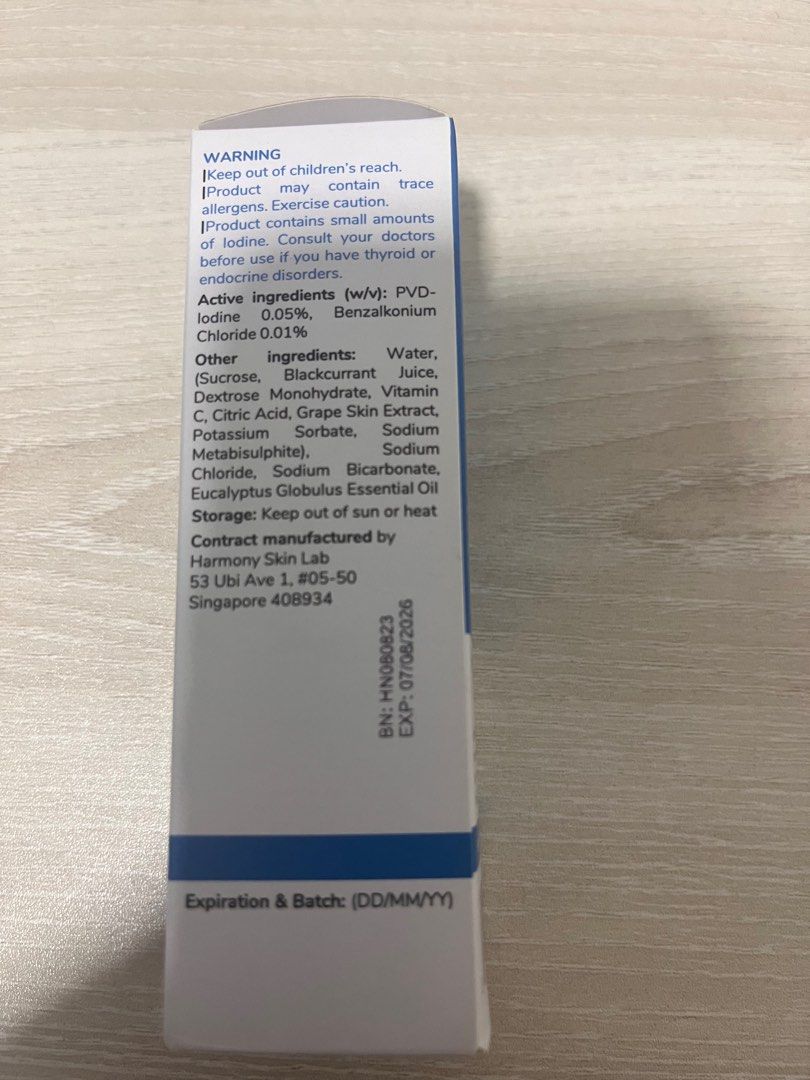 WARNING
|Keep out of children's reach.
|Product may contain trace
allergens. Exercise caution.
|Product contains small amounts
of Iodine. Consult your doctors
before use if you have thyroid or
endocrine disorders.
Active ingredients (w/v): PVD-
Iodine 0.05%, Benzalkonium
Chloride 0.01%
Other ingredients: Water,
(Sucrose, Blackcurrant Juice,
Dextrose Monohydrate, Vitamin
C, Citric Acid, Grape Skin Extract,
Potassium Sorbate, Sodium
Metabisulphite), Sodium
Chloride, Sodium Bicarbonate,
Eucalyptus Globulus Essential Oil
Storage: Keep out of sun or heat
Contract manufactured by
Harmony Skin Lab
53 Ubi Ave 1, #05-50
Singapore 408934
BN: HN080823
EXP: 07/08/2026
Expiration & Batch: (DD/MM/YY)